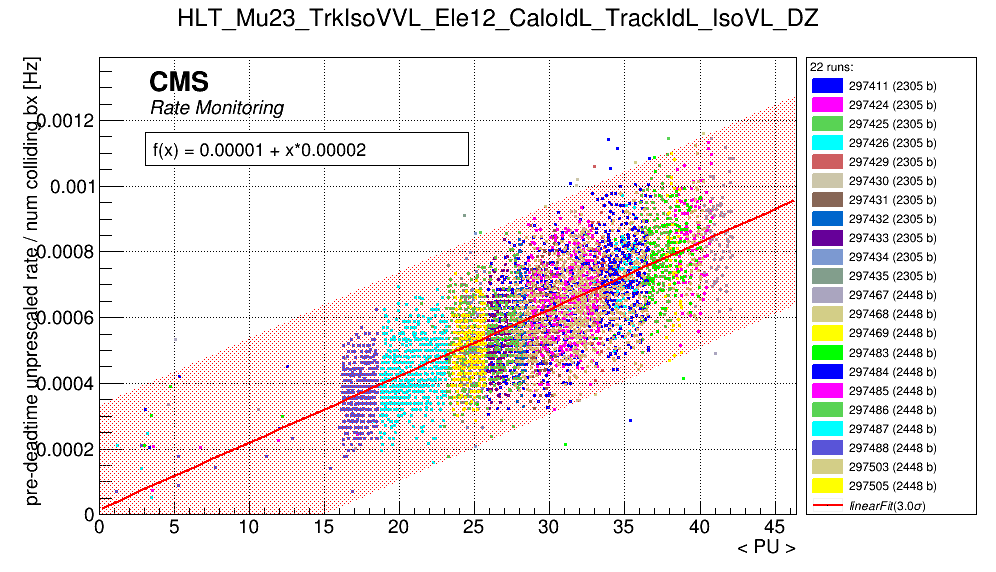 HLT_Mu23_TrkIsoVVL_Ele12_CaloIdL_TrackIdL_IsoVL_DZ
pre-deadtime unprescaled rate / num colliding bx [Hz]
CMS
Rate Monitoring
f(x) = 0.00001 + x*0.00002
0.0012
0.001
0.0008
0.0006
0.0004
0.0002
0
0 5 10 15 20 25 30 35 40 45
< PU >
22 runs:
297411 (2305 b)
297424 (2305 b)
297425 (2305 b)
297426 (2305 b)
297429 (2305 b)
297430 (2305 b)
297431 (2305 b)
297432 (2305 b)
297433 (2305 b)
297434 (2305 b)
297435 (2305 b)
297467 (2448 b)
297468 (2448 b)
297469 (2448 b)
297483 (2448 b)
297484 (2448 b)
297485 (2448 b)
297486 (2448 b)
297487 (2448 b)
297488 (2448 b)
297503 (2448 b)
297505 (2448 b)
linearFit(3.0σ)